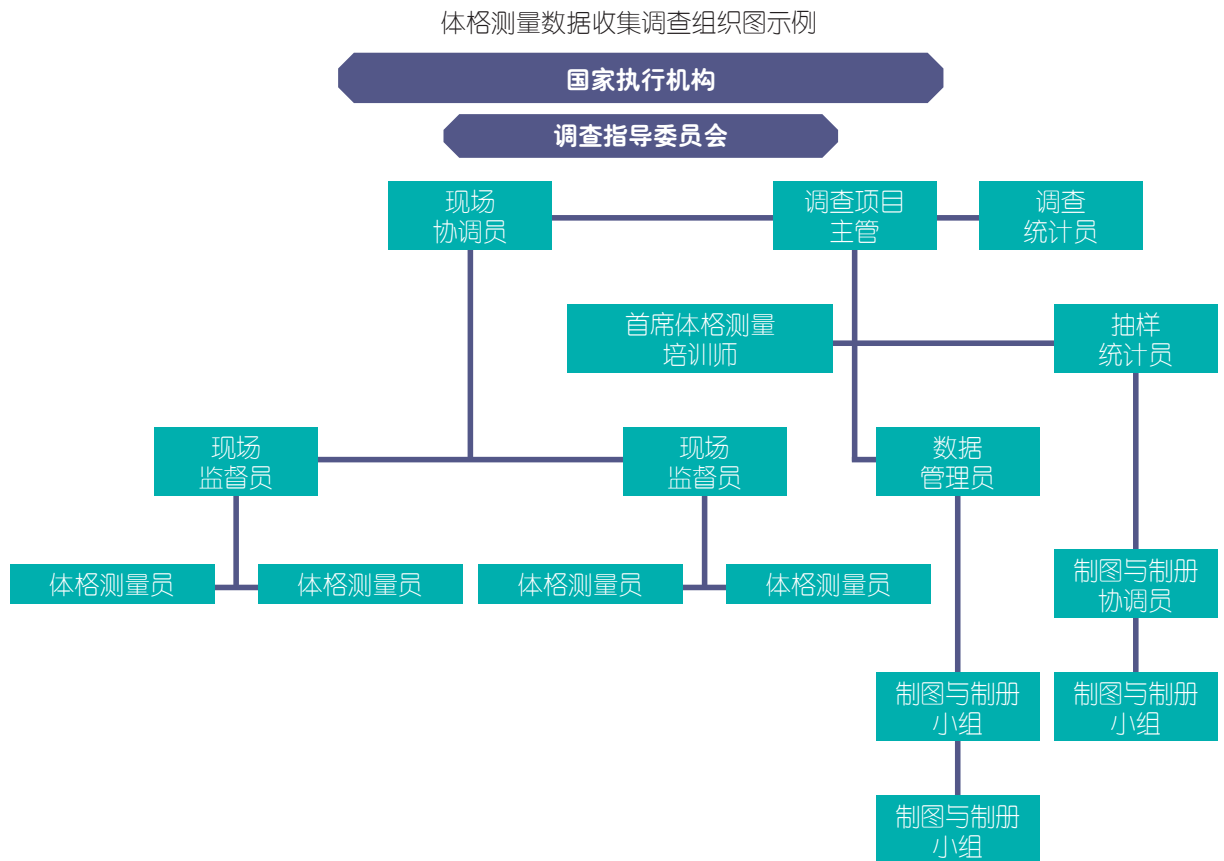 体格测量数据收集调查组织图示例
国家执行机构
调查指导委员会
现场
协调员
调查项目
主管
调查
统计员
首席体格测量
培训师
抽样
统计员
现场
监督员
现场
监督员
数据
管理员
体格测量员
体格测量员
体格测量员
体格测量员
制图与制册
协调员
制图与制册
小组
制图与制册
小组
制图与制册
小组